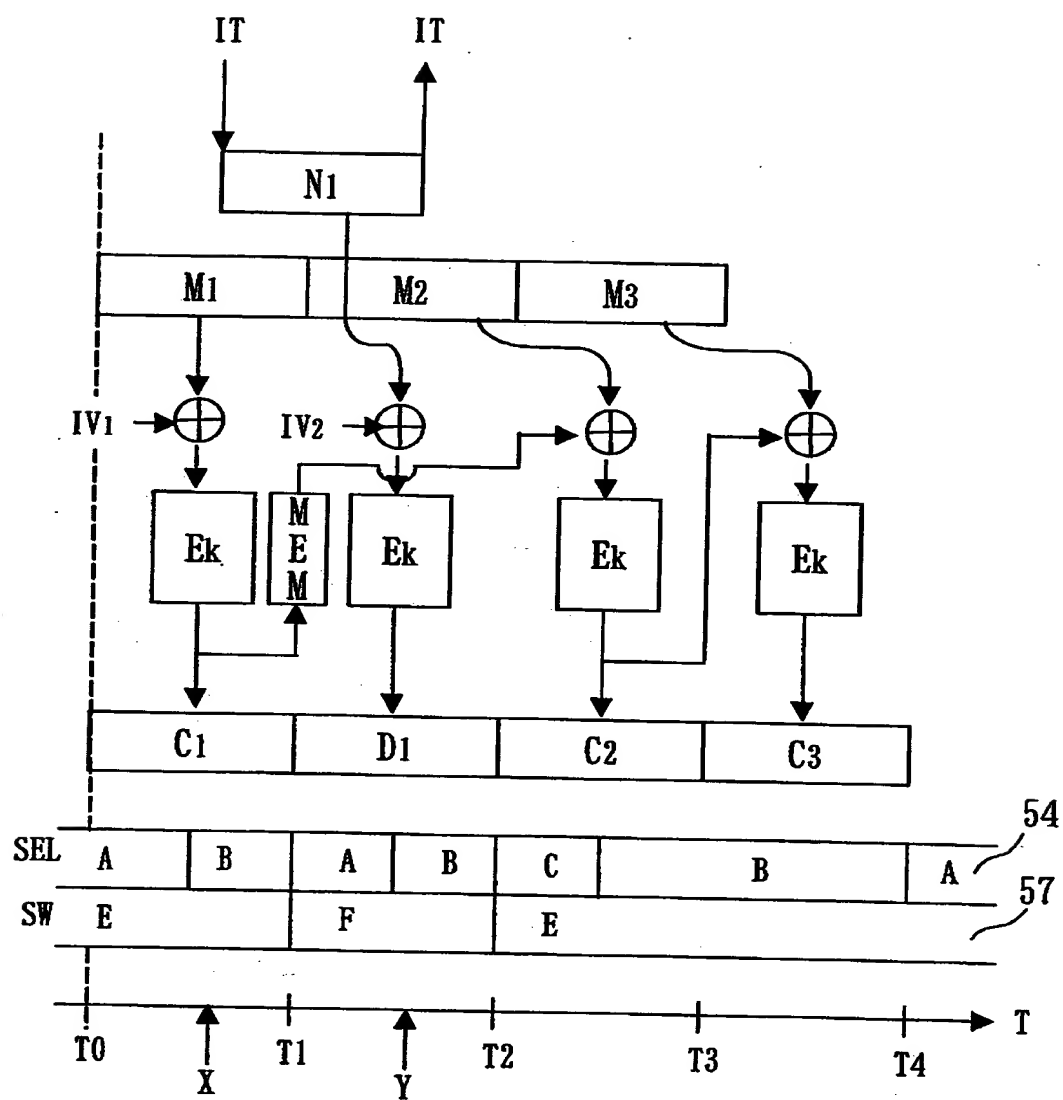 IT IT
N1
M1 M2 M3
IV1 IV2
Ek MEM Ek Ek Ek
C1 D1 C2 C3
54
SEL A B A B C B A
57
SW E F E
T
T0 T1 T2 T3 T4
X Y